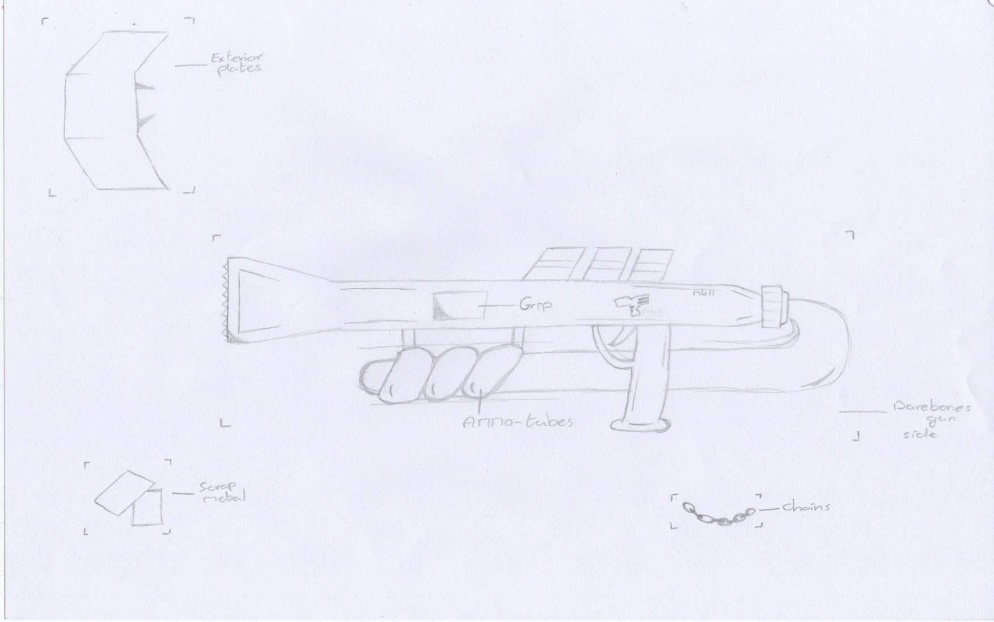 Exterior
plates
Grip
Ammo-tubes
Barebones
gun
side
Scrap
metal
Chains